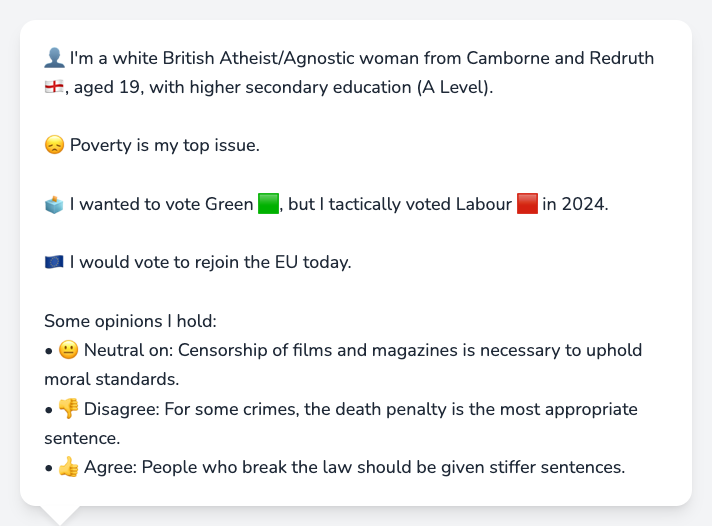 👤 I'm a white British Atheist/Agnostic woman from Camborne and Redruth
🏴󠁧󠁢󠁥󠁮󠁧󠁿, aged 19, with higher secondary education (A Level).
😞 Poverty is my top issue.
🗳️ I wanted to vote Green 🟩, but I tactically voted Labour 🟥 in 2024.
🇪🇺 I would vote to rejoin the EU today.
Some opinions I hold:
• 😐 Neutral on: Censorship of films and magazines is necessary to uphold
moral standards.
• 👎 Disagree: For some crimes, the death penalty is the most appropriate
sentence.
• 👍 Agree: People who break the law should be given stiffer sentences.